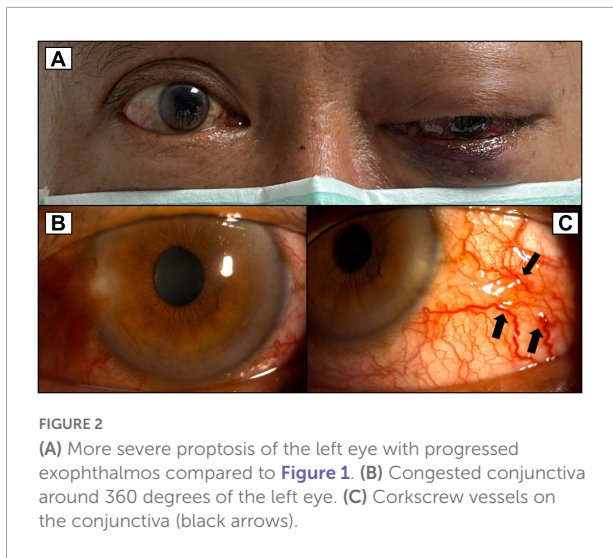 A
B
C
FIGURE 2
(A) More severe proptosis of the left eye with progressed
exophthalmos compared to Figure 1. (B) Congested conjunctiva
around 360 degrees of the left eye. (C) Corkscrew vessels on
the conjunctiva (black arrows).